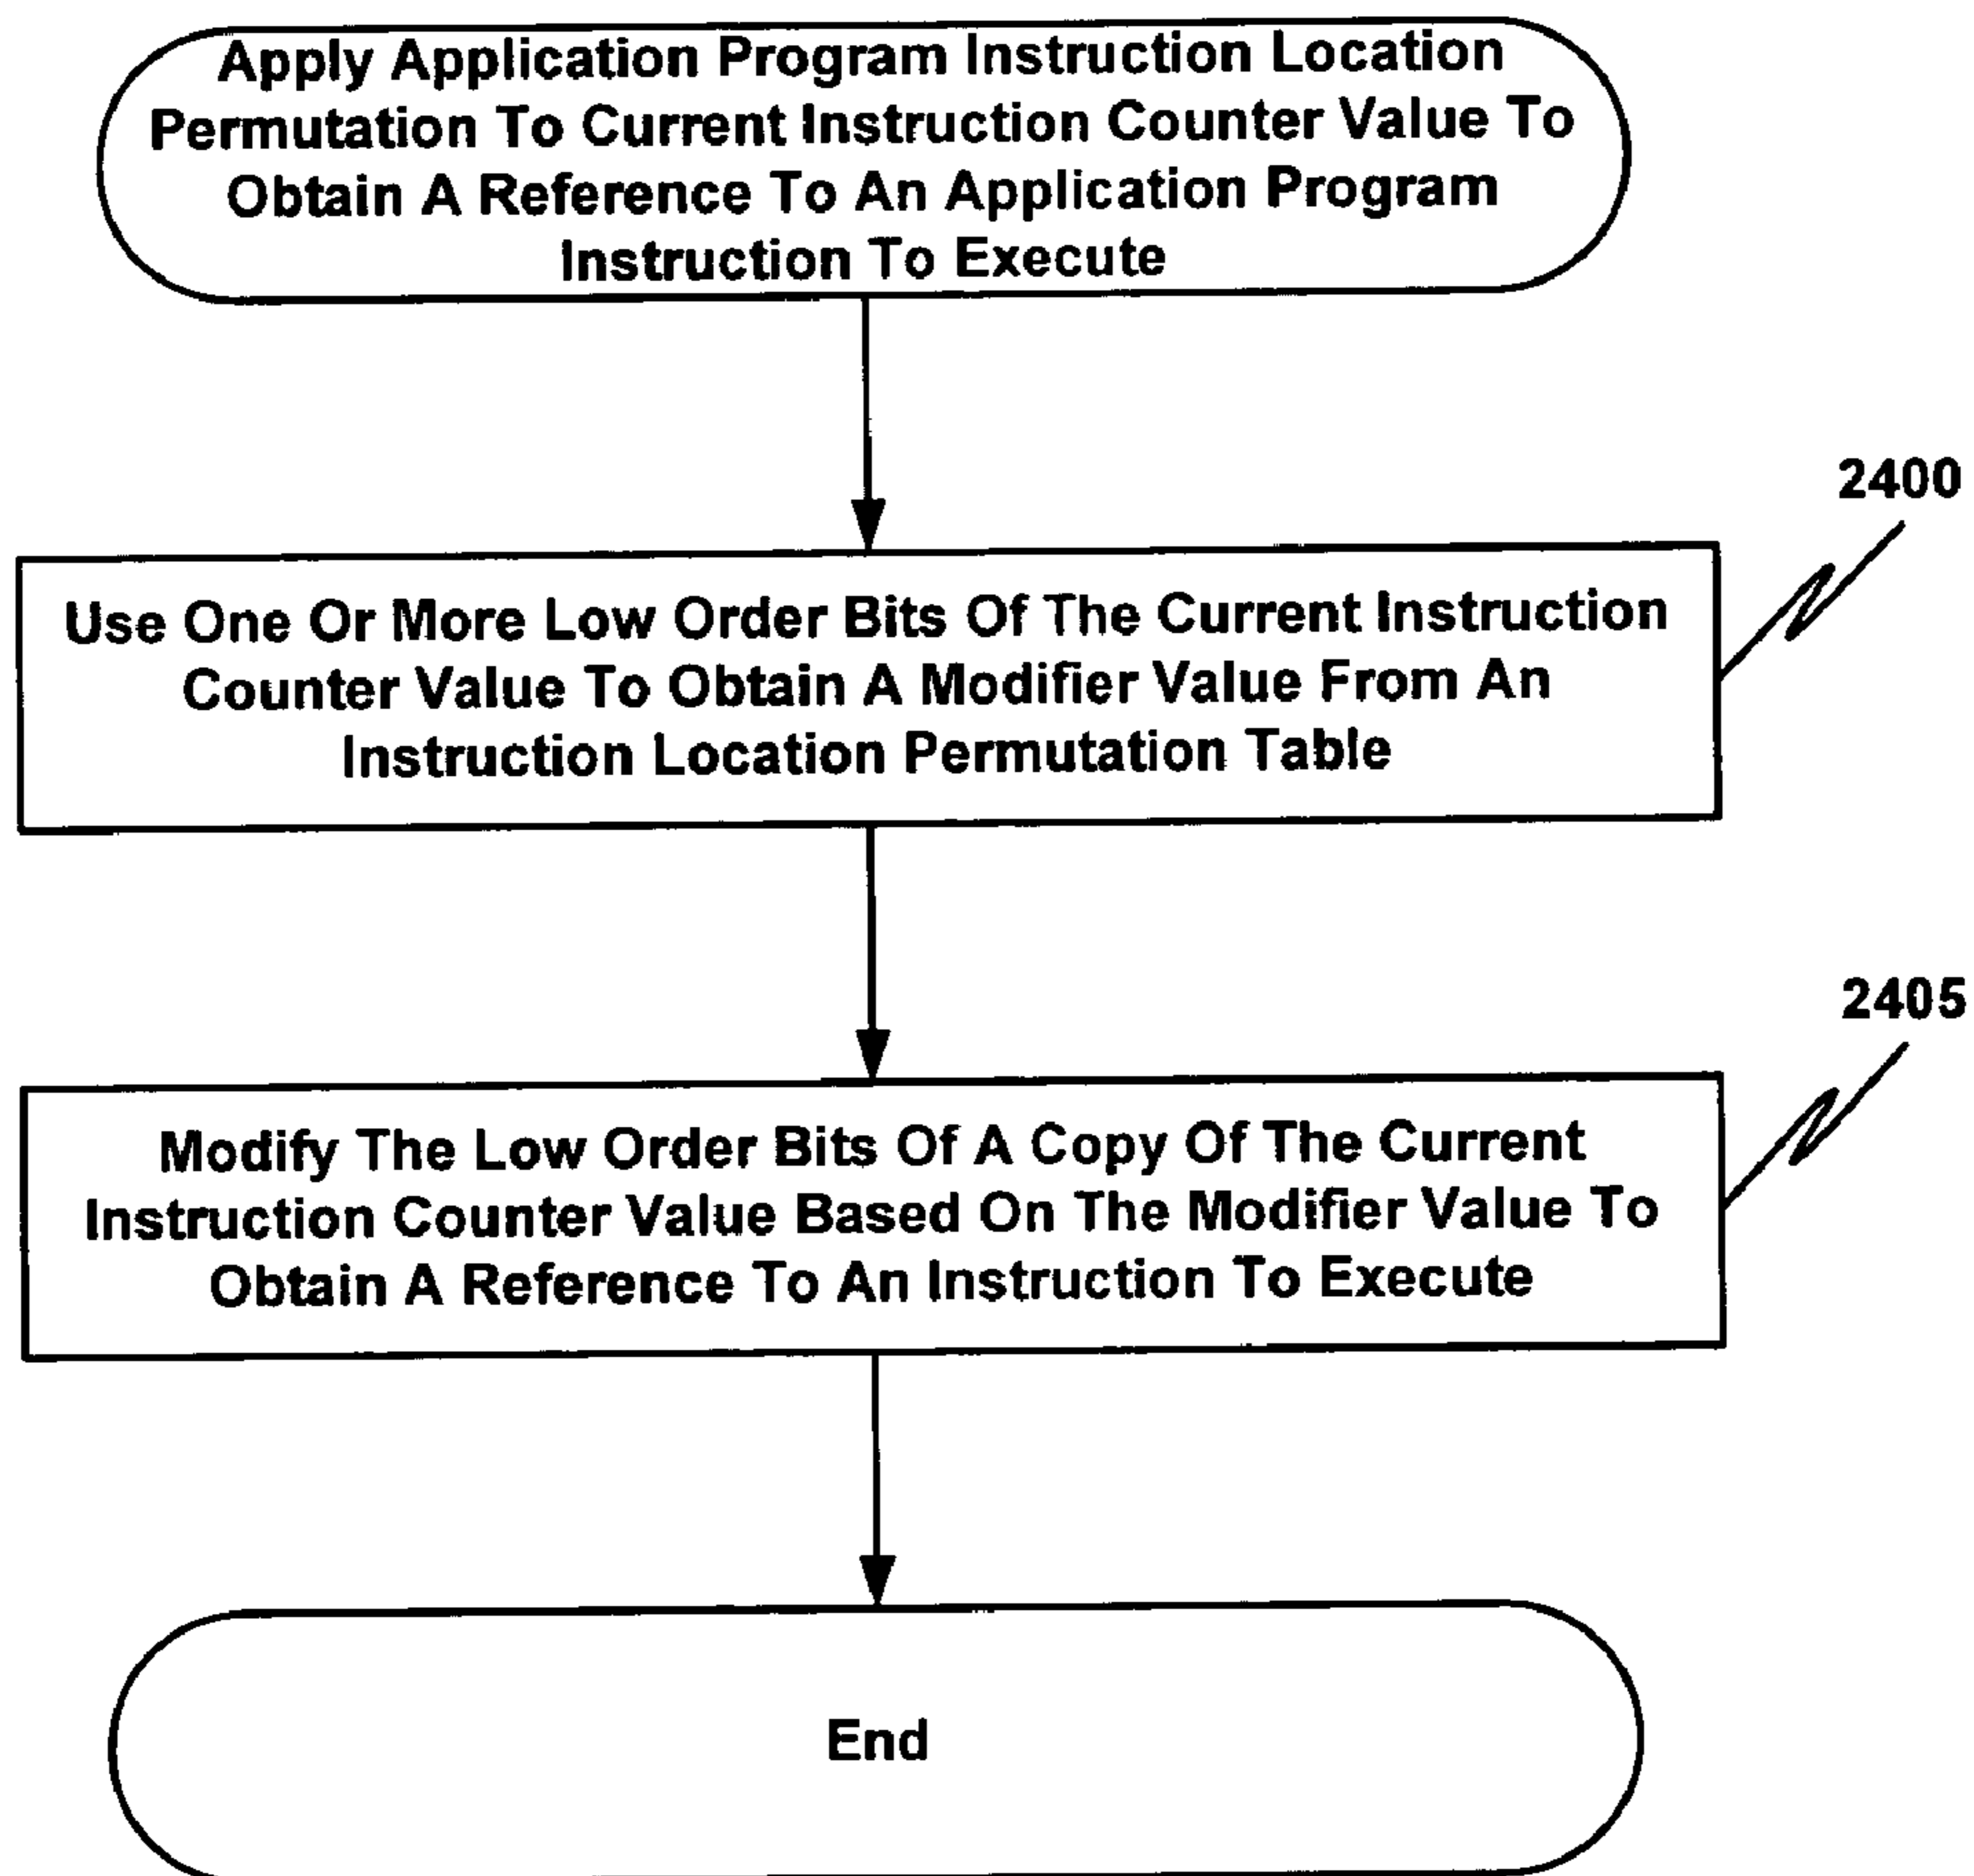 Apply Application Program Instruction Location
Permutation To Current Instruction Counter Value To
Obtain A Reference To An Application Program
Instruction To Execute
2400
Use One Or More Low Order Bits Of The Current Instruction
Counter Value To Obtain A Modifier Value From An
Instruction Location Permutation Table
2405
Modify The Low Order Bits Of A Copy Of The Current
Instruction Counter Value Based On The Modifier Value To
Obtain A Reference To An Instruction To Execute
End